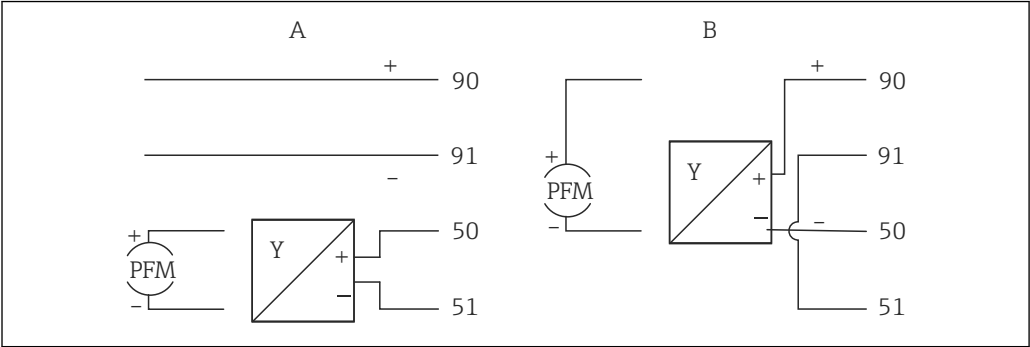 A B
+ 90 + 90
+ 91 Y + 91
− PFM −
+ 50 − − 50
PFM Y +
− − 51 51